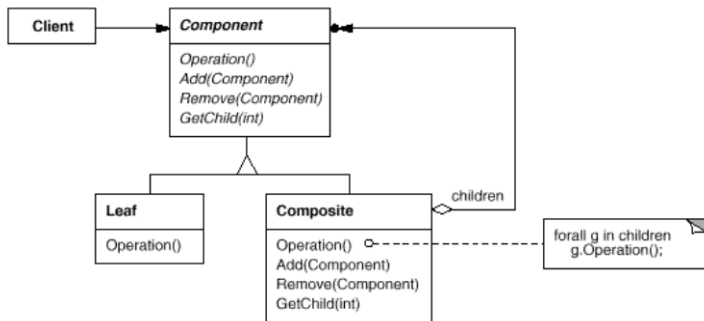 Client
Component
Operation()
Add(Component)
Remove(Component)
GetChild(int)
children
Leaf
Operation()
Composite
Operation()
Add(Component)
Remove(Component)
GetChild(int)
forall g in children
g.Operation();